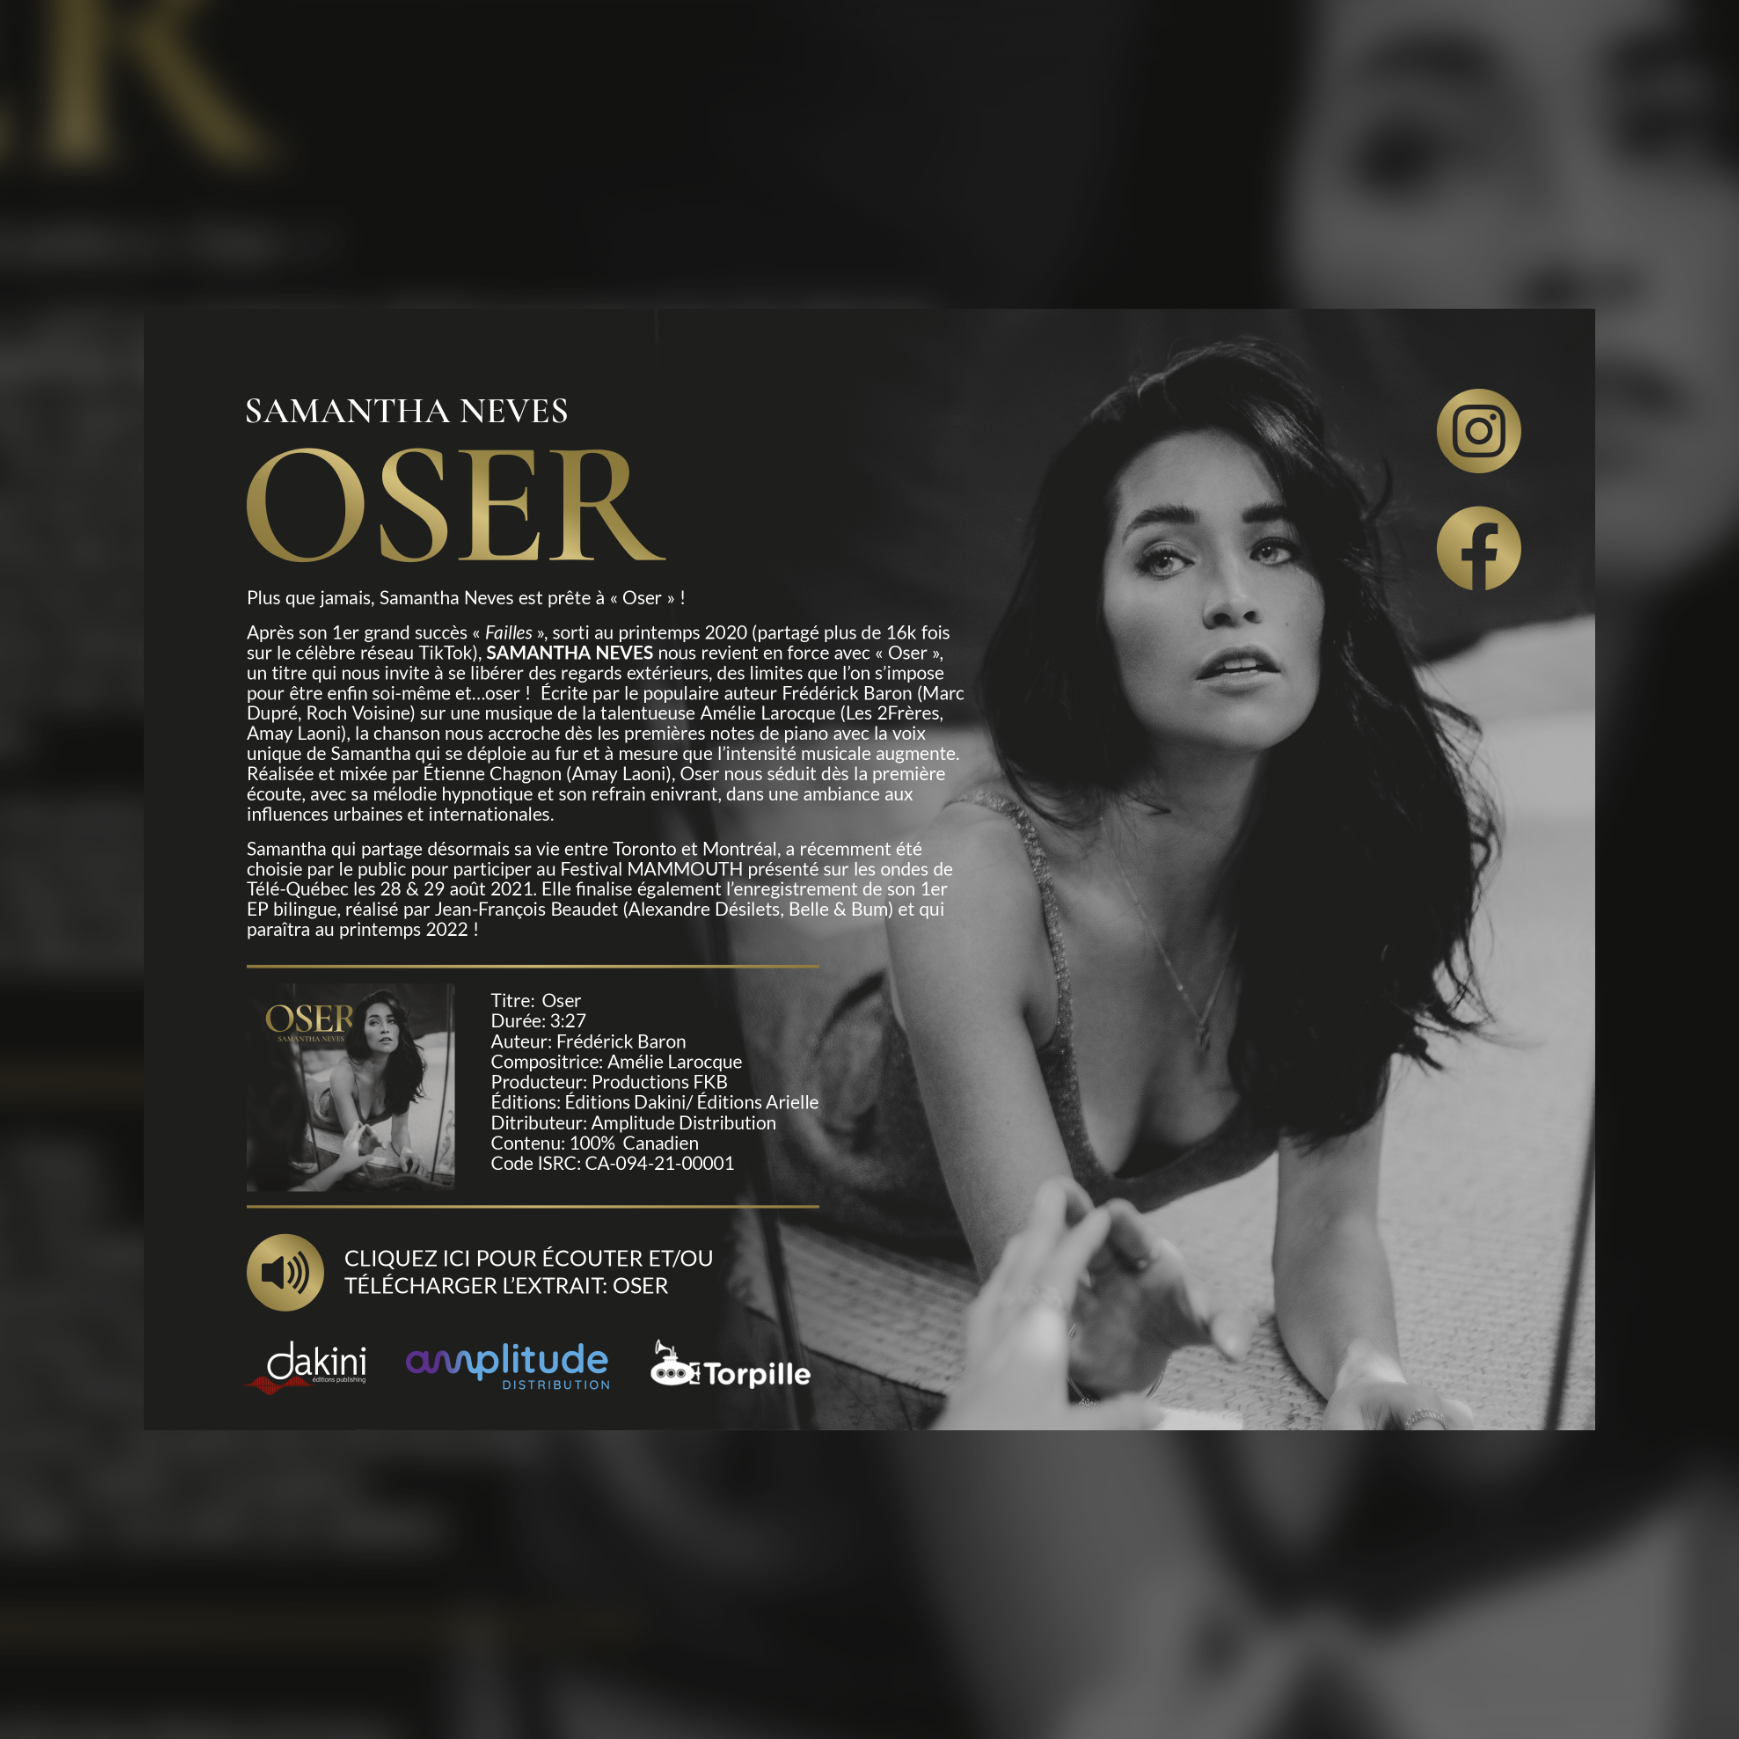 SAMANTHA NEVES
OSER
Plus que jamais, Samantha Neves est prête à « Oser » !
Après son 1er grand succès « Failles », sorti au printemps 2020 (partagé plus de 16k fois
sur le célèbre réseau TikTok), SAMANTHA NEVES nous revient en force avec « Oser »,
un titre qui nous invite à se libérer des regards extérieurs, des limites que l’on s’impose
pour être enfin soi-même et...oser !  Écrite par le populaire auteur Frédérick Baron (Marc
Dupré, Roch Voisine) sur une musique de la talentueuse Amélie Larocque (Les 2Frères,
Amay Laoni), la chanson nous accroche dès les premières notes de piano avec la voix
unique de Samantha qui se déploie au fur et à mesure que l’intensité musicale augmente.
Réalisée et mixée par Étienne Chagnon (Amay Laoni), Oser nous séduit dès la première
écoute, avec sa mélodie hypnotique et son refrain enivrant, dans une ambiance aux
influences urbaines et internationales.
Samantha qui partage désormais sa vie entre Toronto et Montréal, a récemment été
choisie par le public pour participer au Festival MAMMOUTH présenté sur les ondes de
Télé-Québec les 28 & 29 août 2021. Elle finalise également l’enregistrement de son 1er
EP bilingue, réalisé par Jean-François Beaudet (Alexandre Désilets, Belle & Bum) et qui
paraîtra au printemps 2022 !
OSER
SAMANTHA NEVES
Titre:  Oser
Durée: 3:27
Auteur: Frédérick Baron
Compositrice: Amélie Larocque
Producteur: Productions FKB
Éditions: Éditions Dakini/ Éditions Arielle
Ditributeur: Amplitude Distribution
Contenu: 100%  Canadien
Code ISRC: CA-094-21-00001
CLIQUEZ ICI POUR ÉCOUTER ET/OU
TÉLÉCHARGER L’EXTRAIT: OSER
dakini
éditions publishing
amplitude
DISTRIBUTION
Torpille